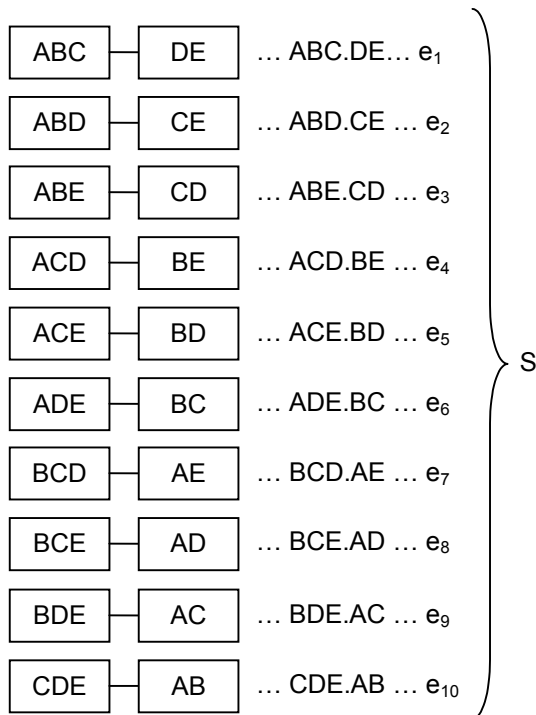 ABC DE … ABC.DE… e₁
ABD CE … ABD.CE … e₂
ABE CD … ABE.CD … e₃
ACD BE … ACD.BE … e₄
ACE BD … ACE.BD … e₅
ADE BC … ADE.BC … e₆
BCD AE … BCD.AE … e₇
BCE AD … BCE.AD … e₈
BDE AC … BDE.AC … e₉
CDE AB … CDE.AB … e₁₀
S